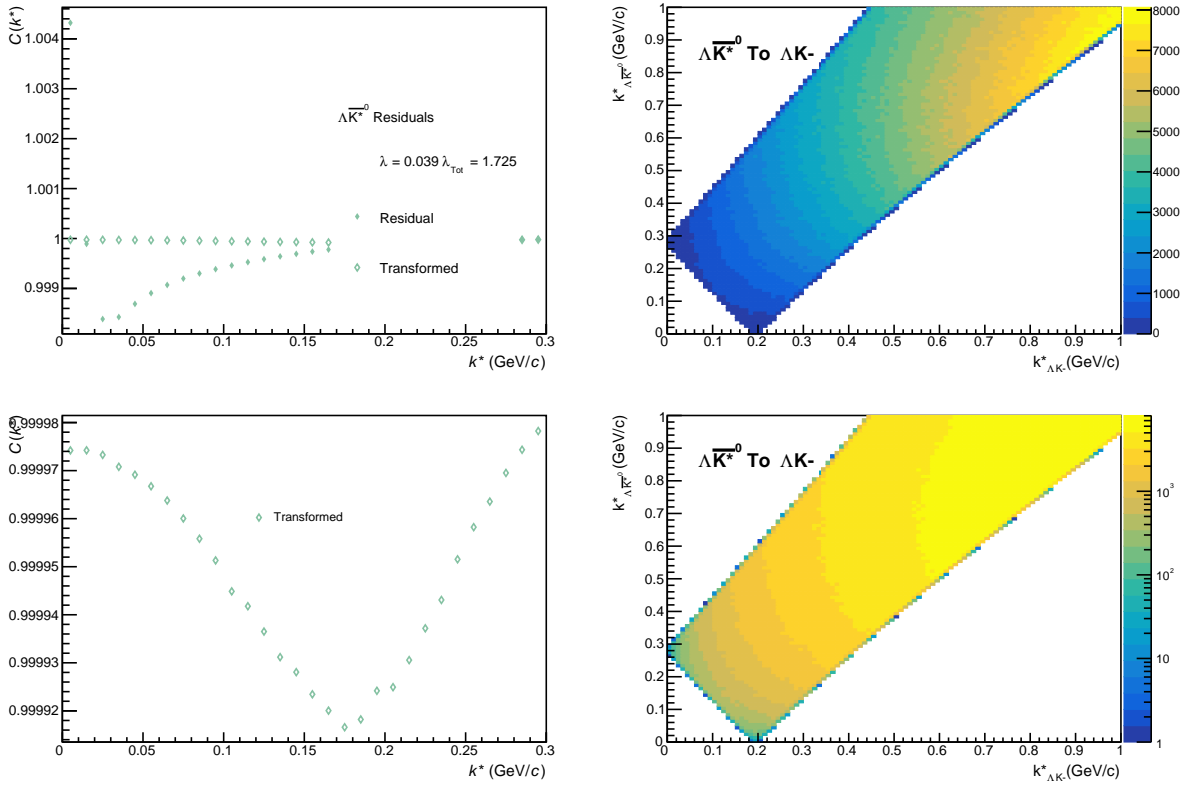 C(k*)
1.004
1.003
1.002
1.001
1
0.999
ΛK̅*⁰ Residuals
λ = 0.039 λTot = 1.725
Residual
Transformed
0 0.05 0.1 0.15 0.2 0.25 0.3
k* (GeV/c)
k*ΛK̅*⁰ (GeV/c)
1
0.9
0.8
0.7
0.6
0.5
0.4
0.3
0.2
0.1
0
ΛK̅*⁰ To ΛK-
0 0.1 0.2 0.3 0.4 0.5 0.6 0.7 0.8 0.9 1
k*ΛK-(GeV/c)
8000
7000
6000
5000
4000
3000
2000
1000
0
C(k*)
0.99998
0.99997
0.99996
0.99995
0.99994
0.99993
0.99992
Transformed
0 0.05 0.1 0.15 0.2 0.25 0.3
k* (GeV/c)
k*ΛK̅*⁰ (GeV/c)
1
0.9
0.8
0.7
0.6
0.5
0.4
0.3
0.2
0.1
0
ΛK̅*⁰ To ΛK-
0 0.1 0.2 0.3 0.4 0.5 0.6 0.7 0.8 0.9 1
k*ΛK-(GeV/c)
10³
10²
10
1